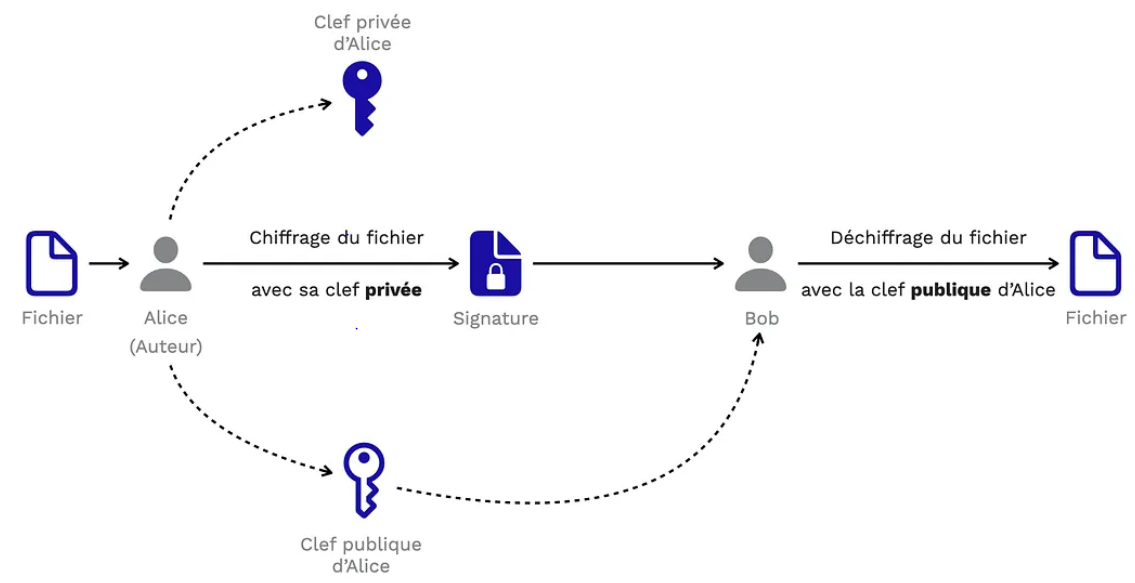 Clef privée
d'Alice
Chiffrage du fichier
Déchiffrage du fichier
avec sa clef privée
avec la clef publique d'Alice
Fichier
Alice
(Auteur)
Signature
Bob
Fichier
Clef publique
d'Alice